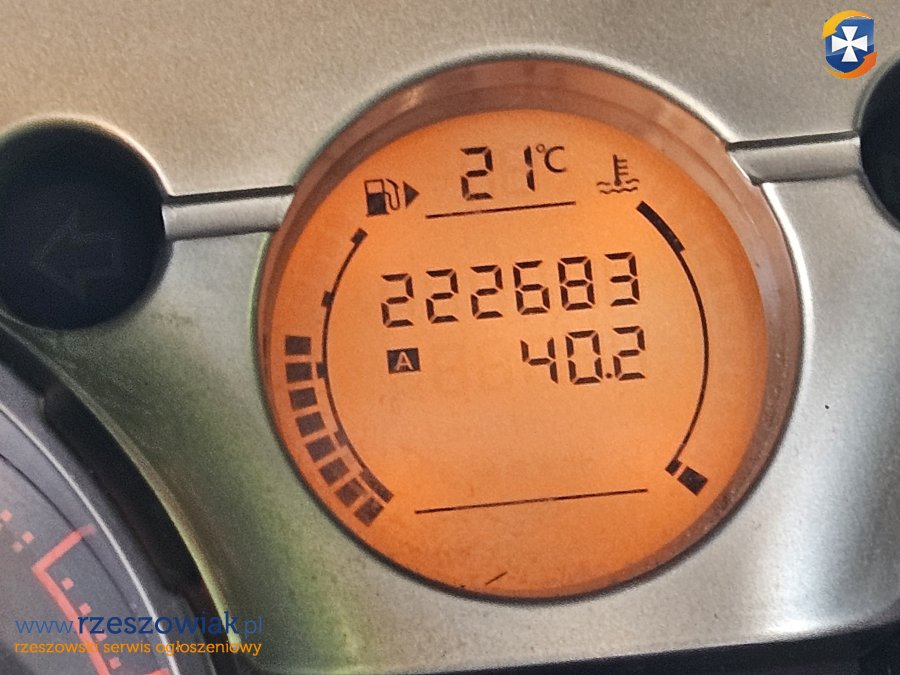 21°C
222683
A 40.2
www.rzeszowiak.pl
rzeszowski serwis ogłoszeniowy